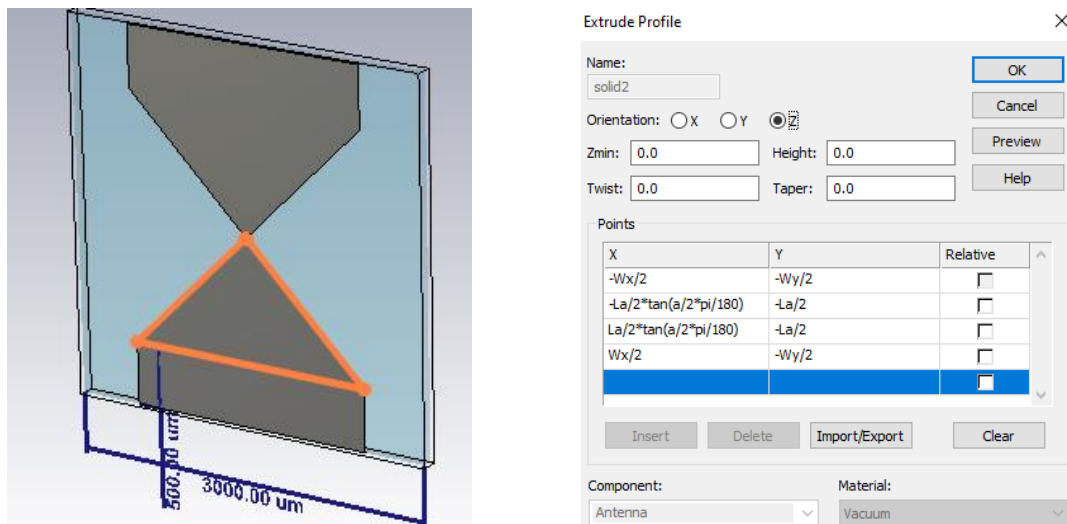 500.00 um
3000.00 um
Extrude Profile
Name:
solid2
Orientation: X Y Z
Zmin: 0.0 Height: 0.0
Twist: 0.0 Taper: 0.0
OK
Cancel
Preview
Help
Points
X Y Relative
-Wx/2 -Wy/2
-La/2*tan(a/2*pi/180) -La/2
La/2*tan(a/2*pi/180) -La/2
Wx/2 -Wy/2
Insert Delete Import/Export Clear
Component: Material:
Antenna Vacuum